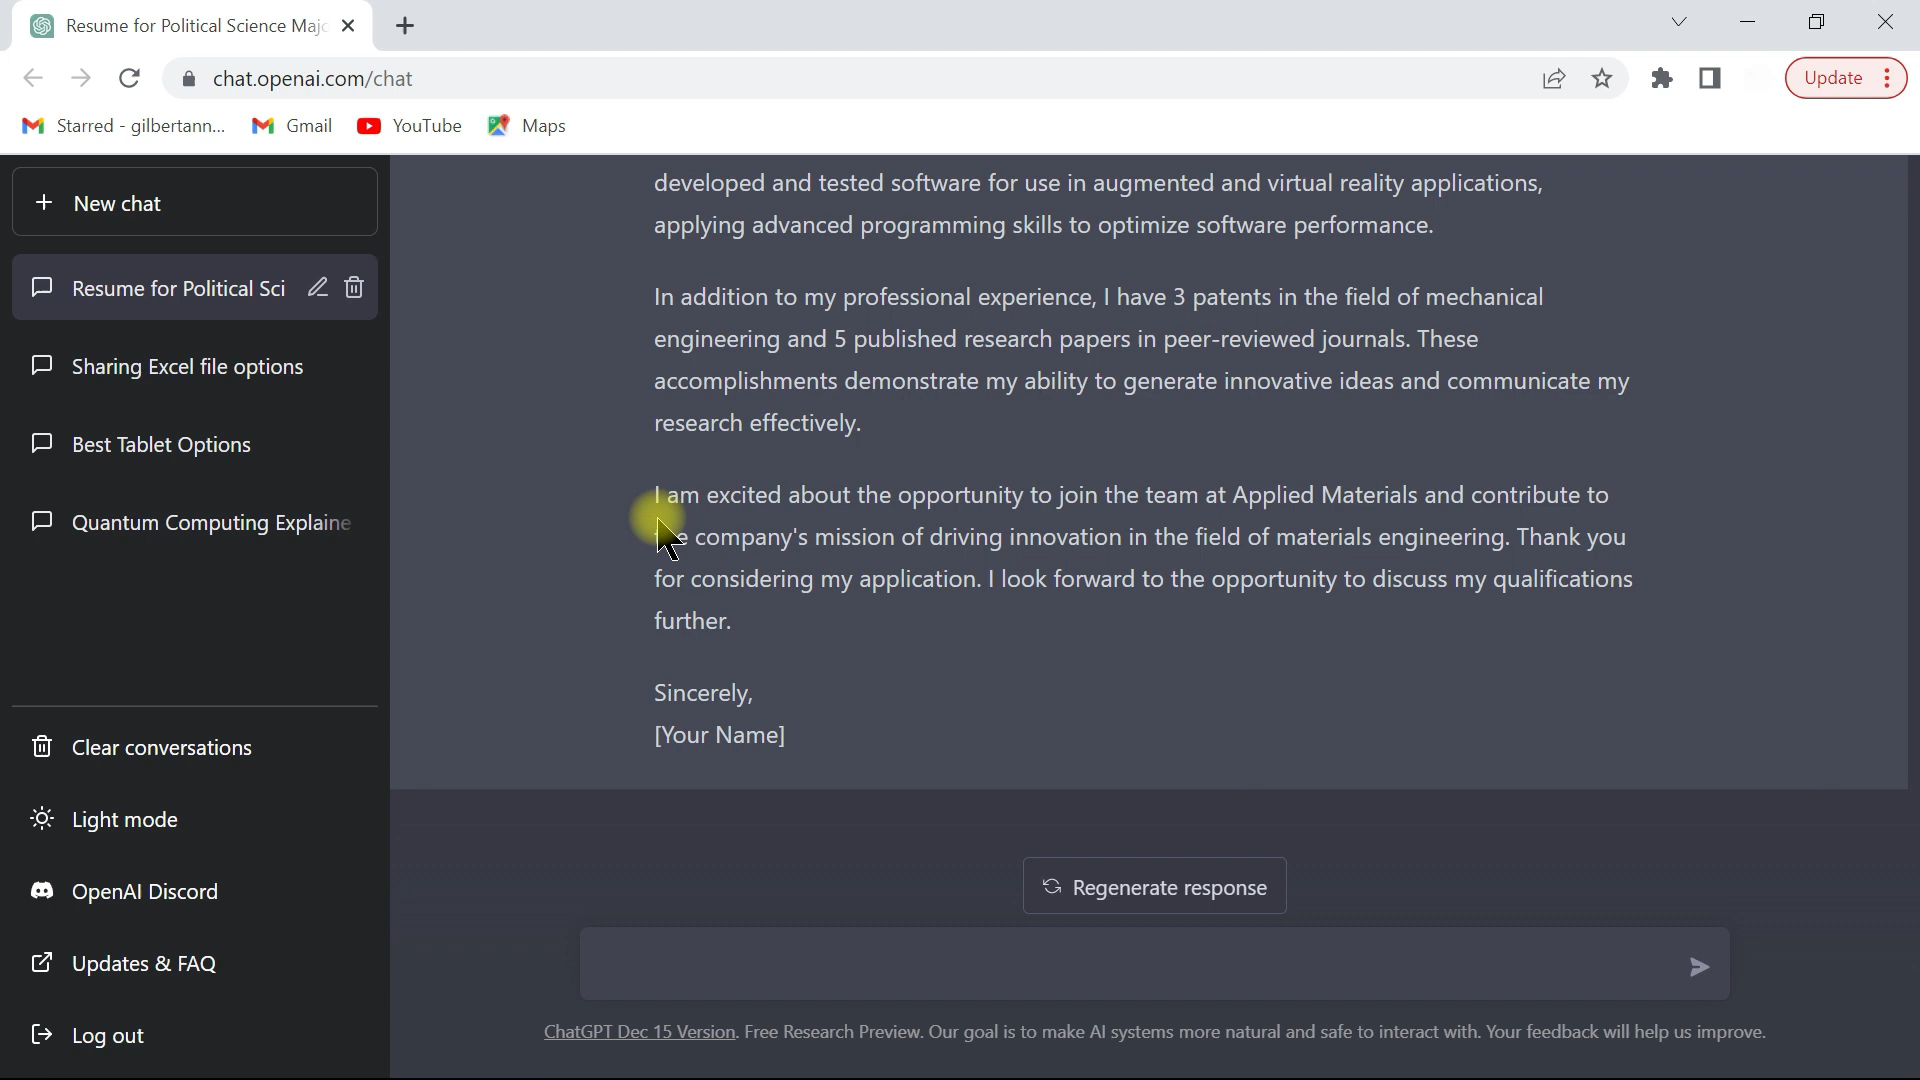 Resume for Political Science Majo
chat.openai.com/chat
Update
Starred - gilbertann...
Gmail
YouTube
Maps
New chat
Resume for Political Sci
Sharing Excel file options
Best Tablet Options
Quantum Computing Explaine
Clear conversations
Light mode
OpenAI Discord
Updates & FAQ
Log out
developed and tested software for use in augmented and virtual reality applications,
applying advanced programming skills to optimize software performance.
In addition to my professional experience, I have 3 patents in the field of mechanical
engineering and 5 published research papers in peer-reviewed journals. These
accomplishments demonstrate my ability to generate innovative ideas and communicate my
research effectively.
I am excited about the opportunity to join the team at Applied Materials and contribute to
the company's mission of driving innovation in the field of materials engineering. Thank you
for considering my application. I look forward to the opportunity to discuss my qualifications
further.
Sincerely,
[Your Name]
Regenerate response
ChatGPT Dec 15 Version. Free Research Preview. Our goal is to make AI systems more natural and safe to interact with. Your feedback will help us improve.